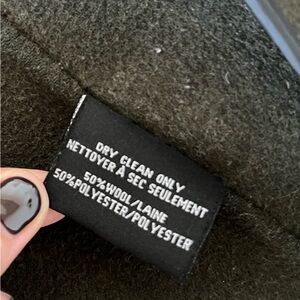 DRY CLEAN ONLY
NETTOYER À SEC SEULEMENT
50%WOOL/LAINE
50%POLYESTER/POLYESTER